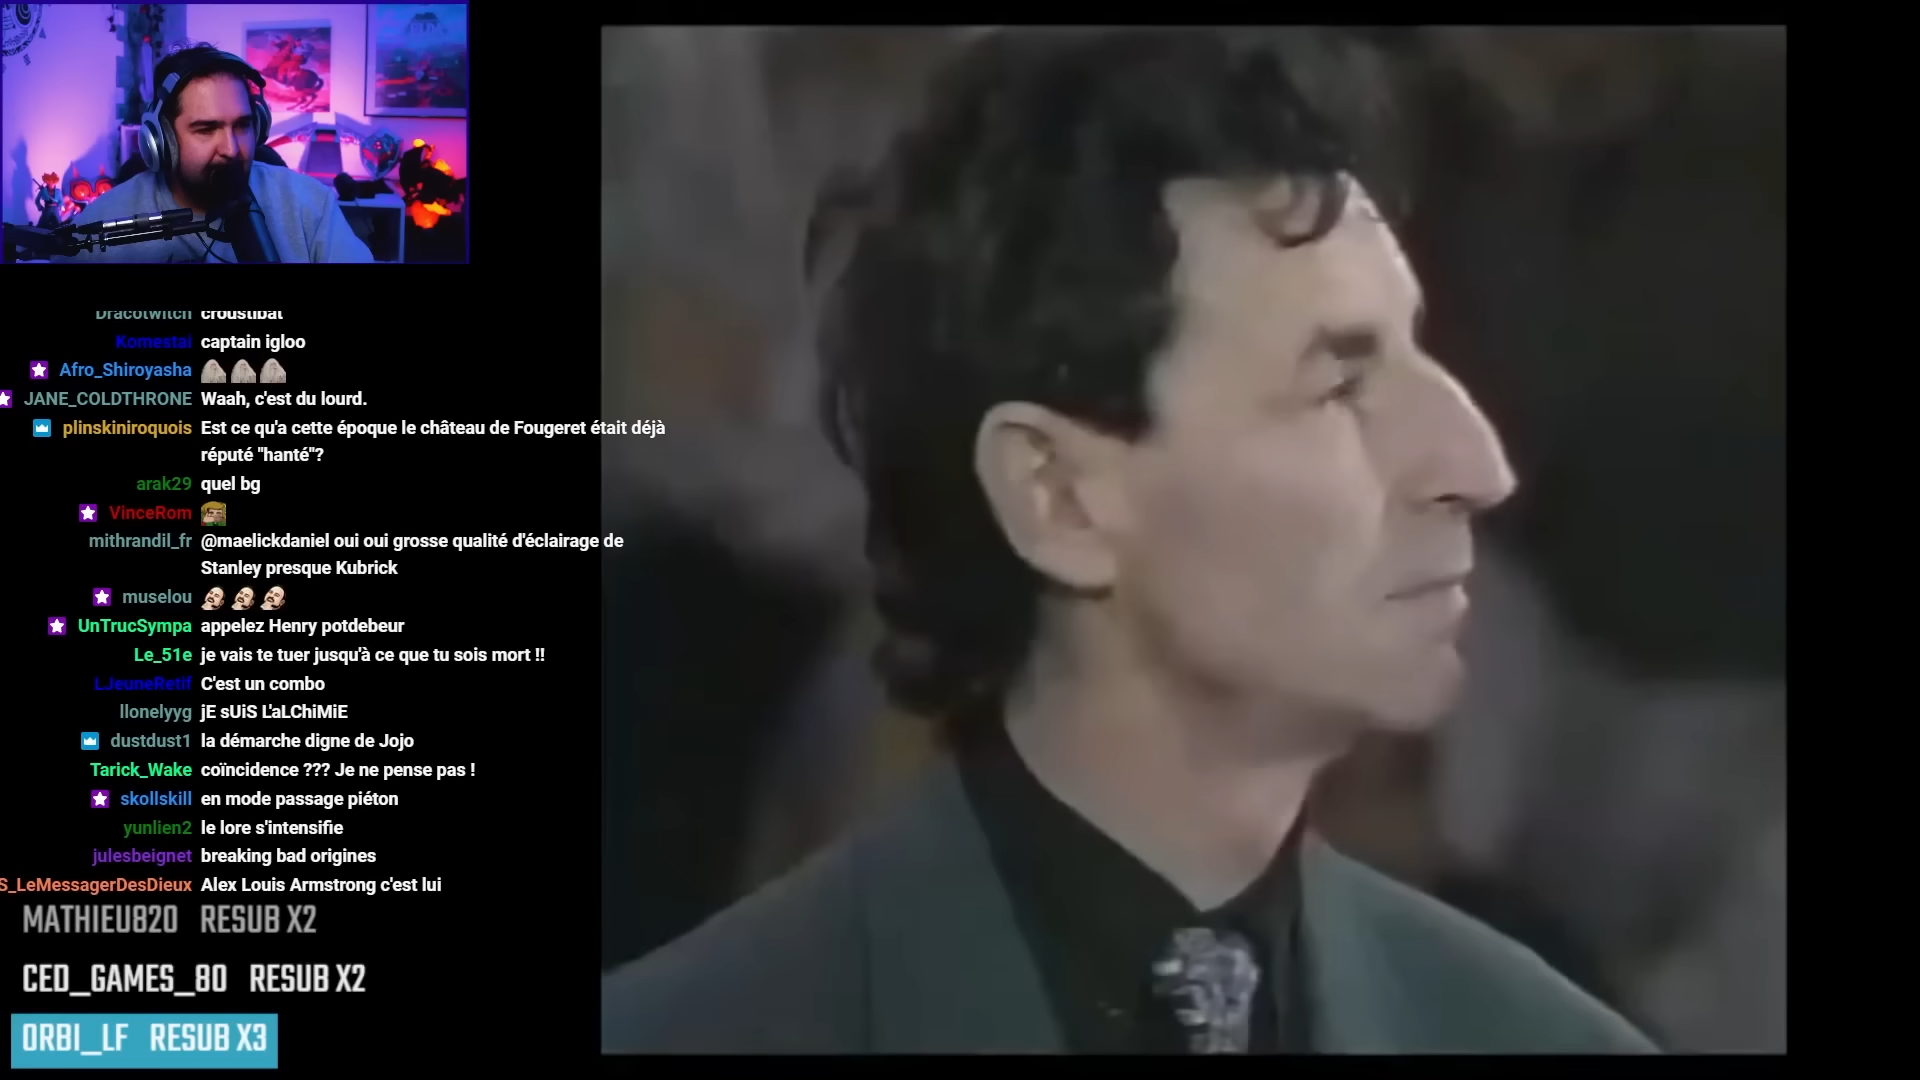 Dracotwitch croustibat
Komestai captain igloo
Afro_Shiroyasha
JANE_COLDTHRONE Waah, c'est du lourd.
plinskiniroquois Est ce qu'a cette époque le château de Fougeret était déjà
réputé "hanté"?
arak29 quel bg
VinceRom
mithrandil_fr @maelickdaniel oui oui grosse qualité d'éclairage de
Stanley presque Kubrick
muselou
UnTrucSympa appelez Henry potdebeur
Le_51e je vais te tuer jusqu'à ce que tu sois mort !!
LJeuneRetif C'est un combo
llonelyyg jE sUiS L'aLChiMiE
dustdust1 la démarche digne de Jojo
Tarick_Wake coïncidence ??? Je ne pense pas !
skollskill en mode passage piéton
yunlien2 le lore s'intensifie
julesbeignet breaking bad origines
S_LeMessagerDesDieux Alex Louis Armstrong c'est lui
MATHIEU820 RESUB X2
CED_GAMES_80 RESUB X2
ORBI_LF RESUB X3